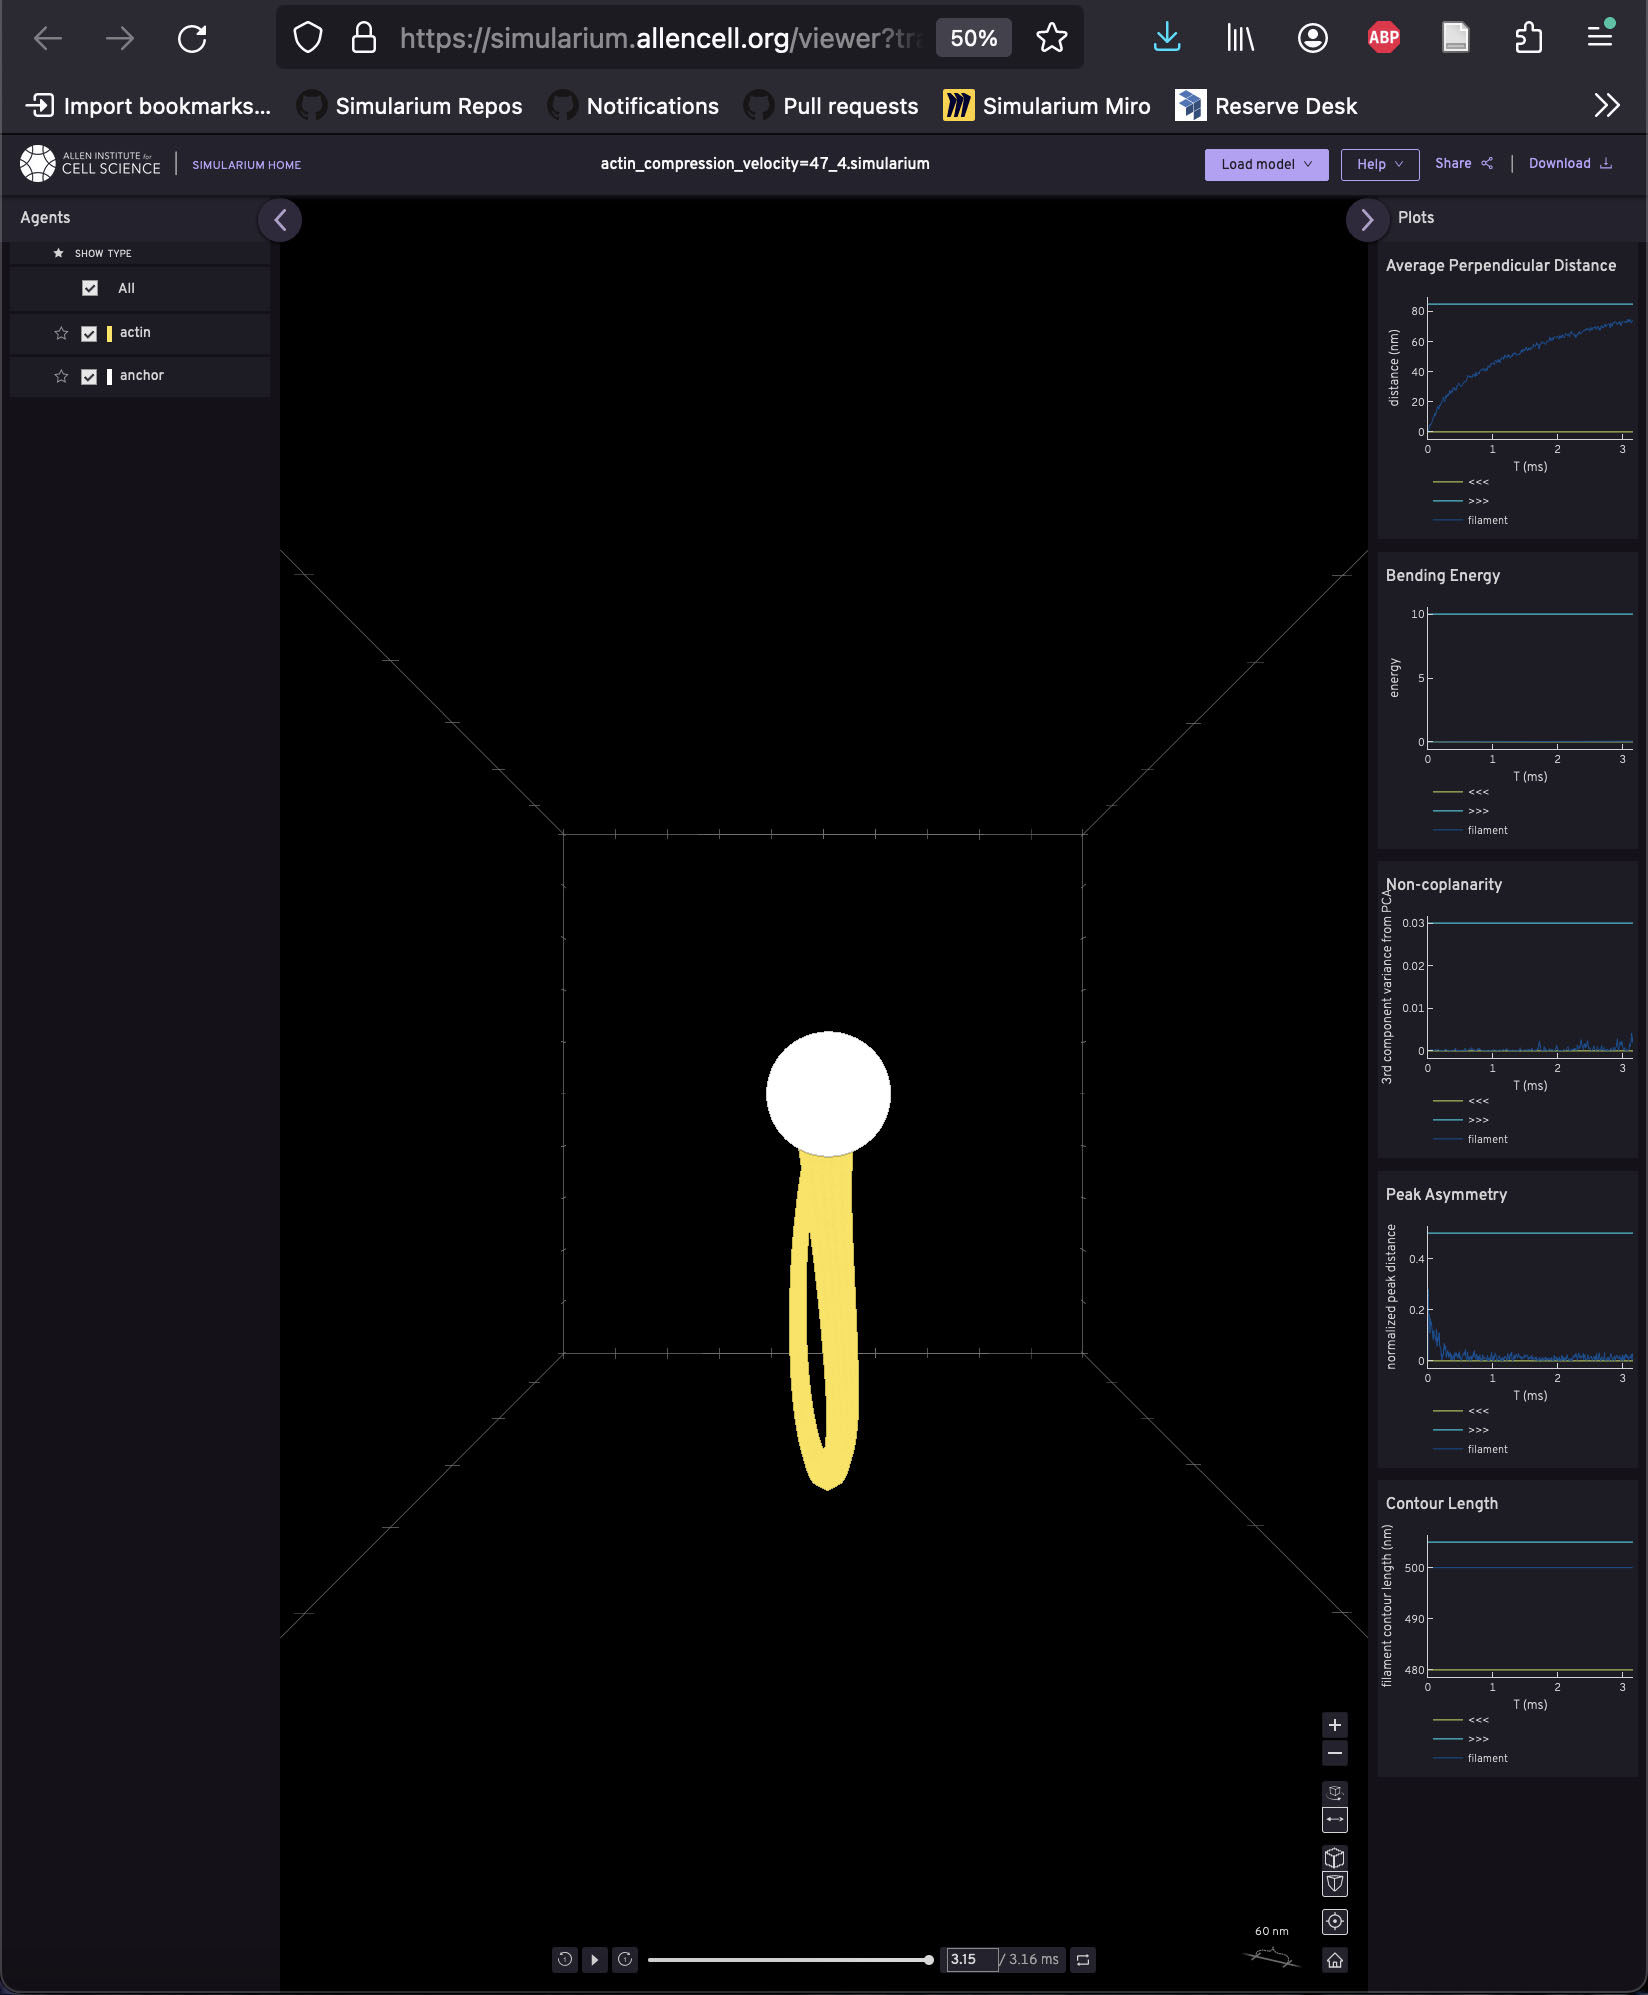 https://simularium.allencell.org/viewer?tra
50%
ABP
Import bookmarks...
Simularium Repos
Notifications
Pull requests
Simularium Miro
Reserve Desk
ALLEN INSTITUTE for
CELL SCIENCE
SIMULARIUM HOME
actin_compression_velocity=47_4.simularium
Load model
Help
Share
Download
Agents
SHOW TYPE
All
actin
anchor
60 nm
3.15 / 3.16 ms
Plots
Average Perpendicular Distance
distance (nm)
80
60
40
20
0
0 1 2 3
T (ms)
<<<
>>>
filament
Bending Energy
energy
10
5
0
0 1 2 3
T (ms)
<<<
>>>
filament
Non-coplanarity
3rd component variance from PCA
0.03
0.02
0.01
0
0 1 2 3
T (ms)
<<<
>>>
filament
Peak Asymmetry
normalized peak distance
0.4
0.2
0
0 1 2 3
T (ms)
<<<
>>>
filament
Contour Length
filament contour length (nm)
500
490
480
0 1 2 3
T (ms)
<<<
>>>
filament